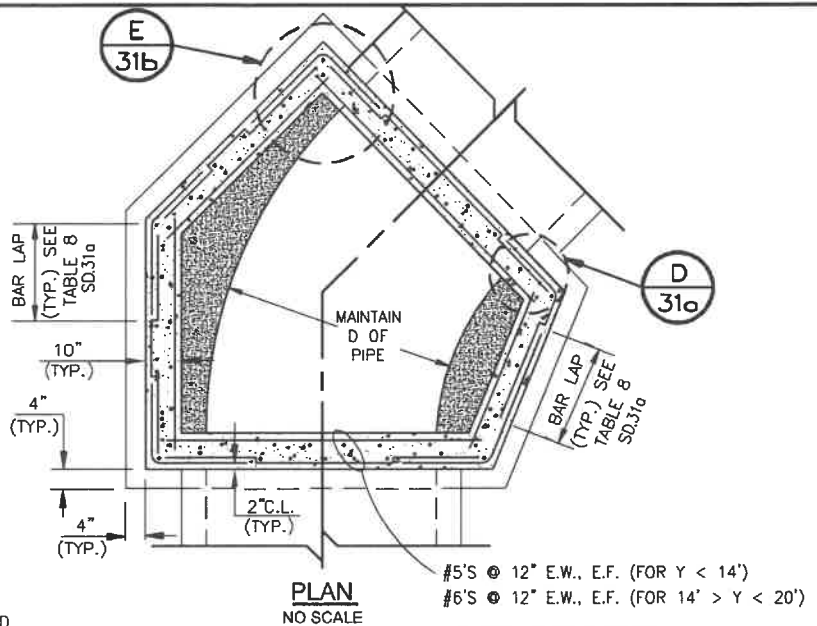 E
31b
BAR LAP
(TYP.) SEE
TABLE 8
SD.31a
D
31a
MAINTAIN
D OF
PIPE
10"
(TYP.)
BAR LAP
(TYP.) SEE
TABLE 8
SD.31a
4"
(TYP.)
2"C.L.
(TYP.)
4"
(TYP.)
#5'S @ 12" E.W., E.F. (FOR Y < 14')
#6'S @ 12" E.W., E.F. (FOR 14' > Y < 20')
PLAN
NO SCALE